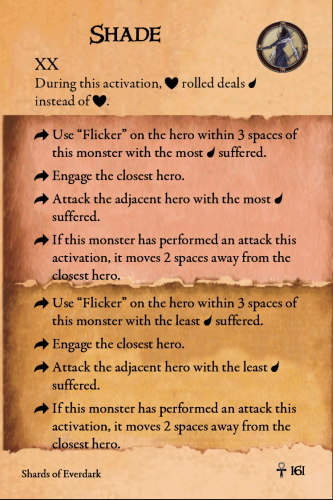 SHADE
XX
During this activation, rolled deals
instead of .
Use “Flicker” on the hero within 3 spaces of
this monster with the most suffered.
Engage the closest hero.
Attack the adjacent hero with the most
suffered.
If this monster has performed an attack this
activation, it moves 2 spaces away from the
closest hero.
Use “Flicker” on the hero within 3 spaces of
this monster with the least suffered.
Engage the closest hero.
Attack the adjacent hero with the least
suffered.
If this monster has performed an attack this
activation, it moves 2 spaces away from the
closest hero.
Shards of Everdark
161